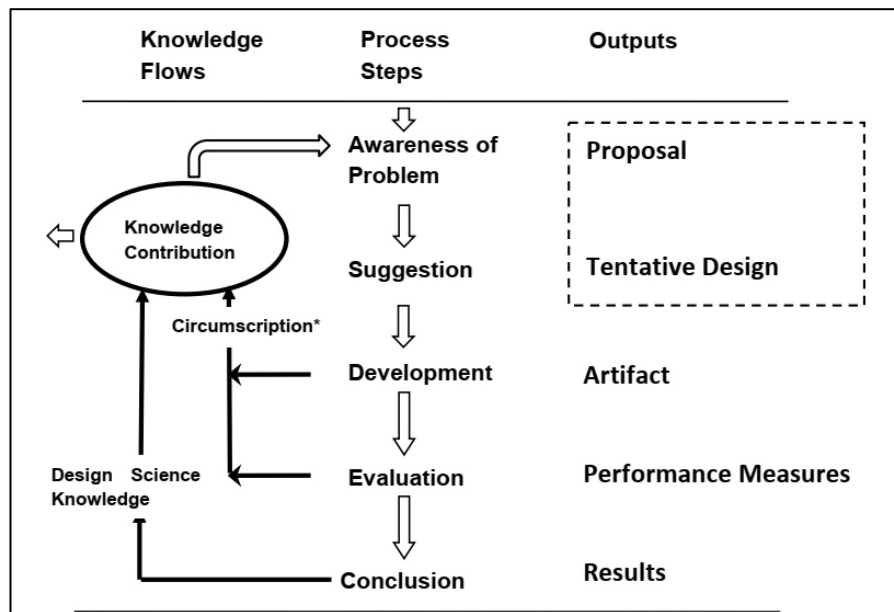 Knowledge Flows
Process Steps
Outputs
Awareness of Problem
Proposal
Knowledge Contribution
Suggestion
Tentative Design
Circumscription*
Development
Artifact
Design Science Knowledge
Evaluation
Performance Measures
Conclusion
Results